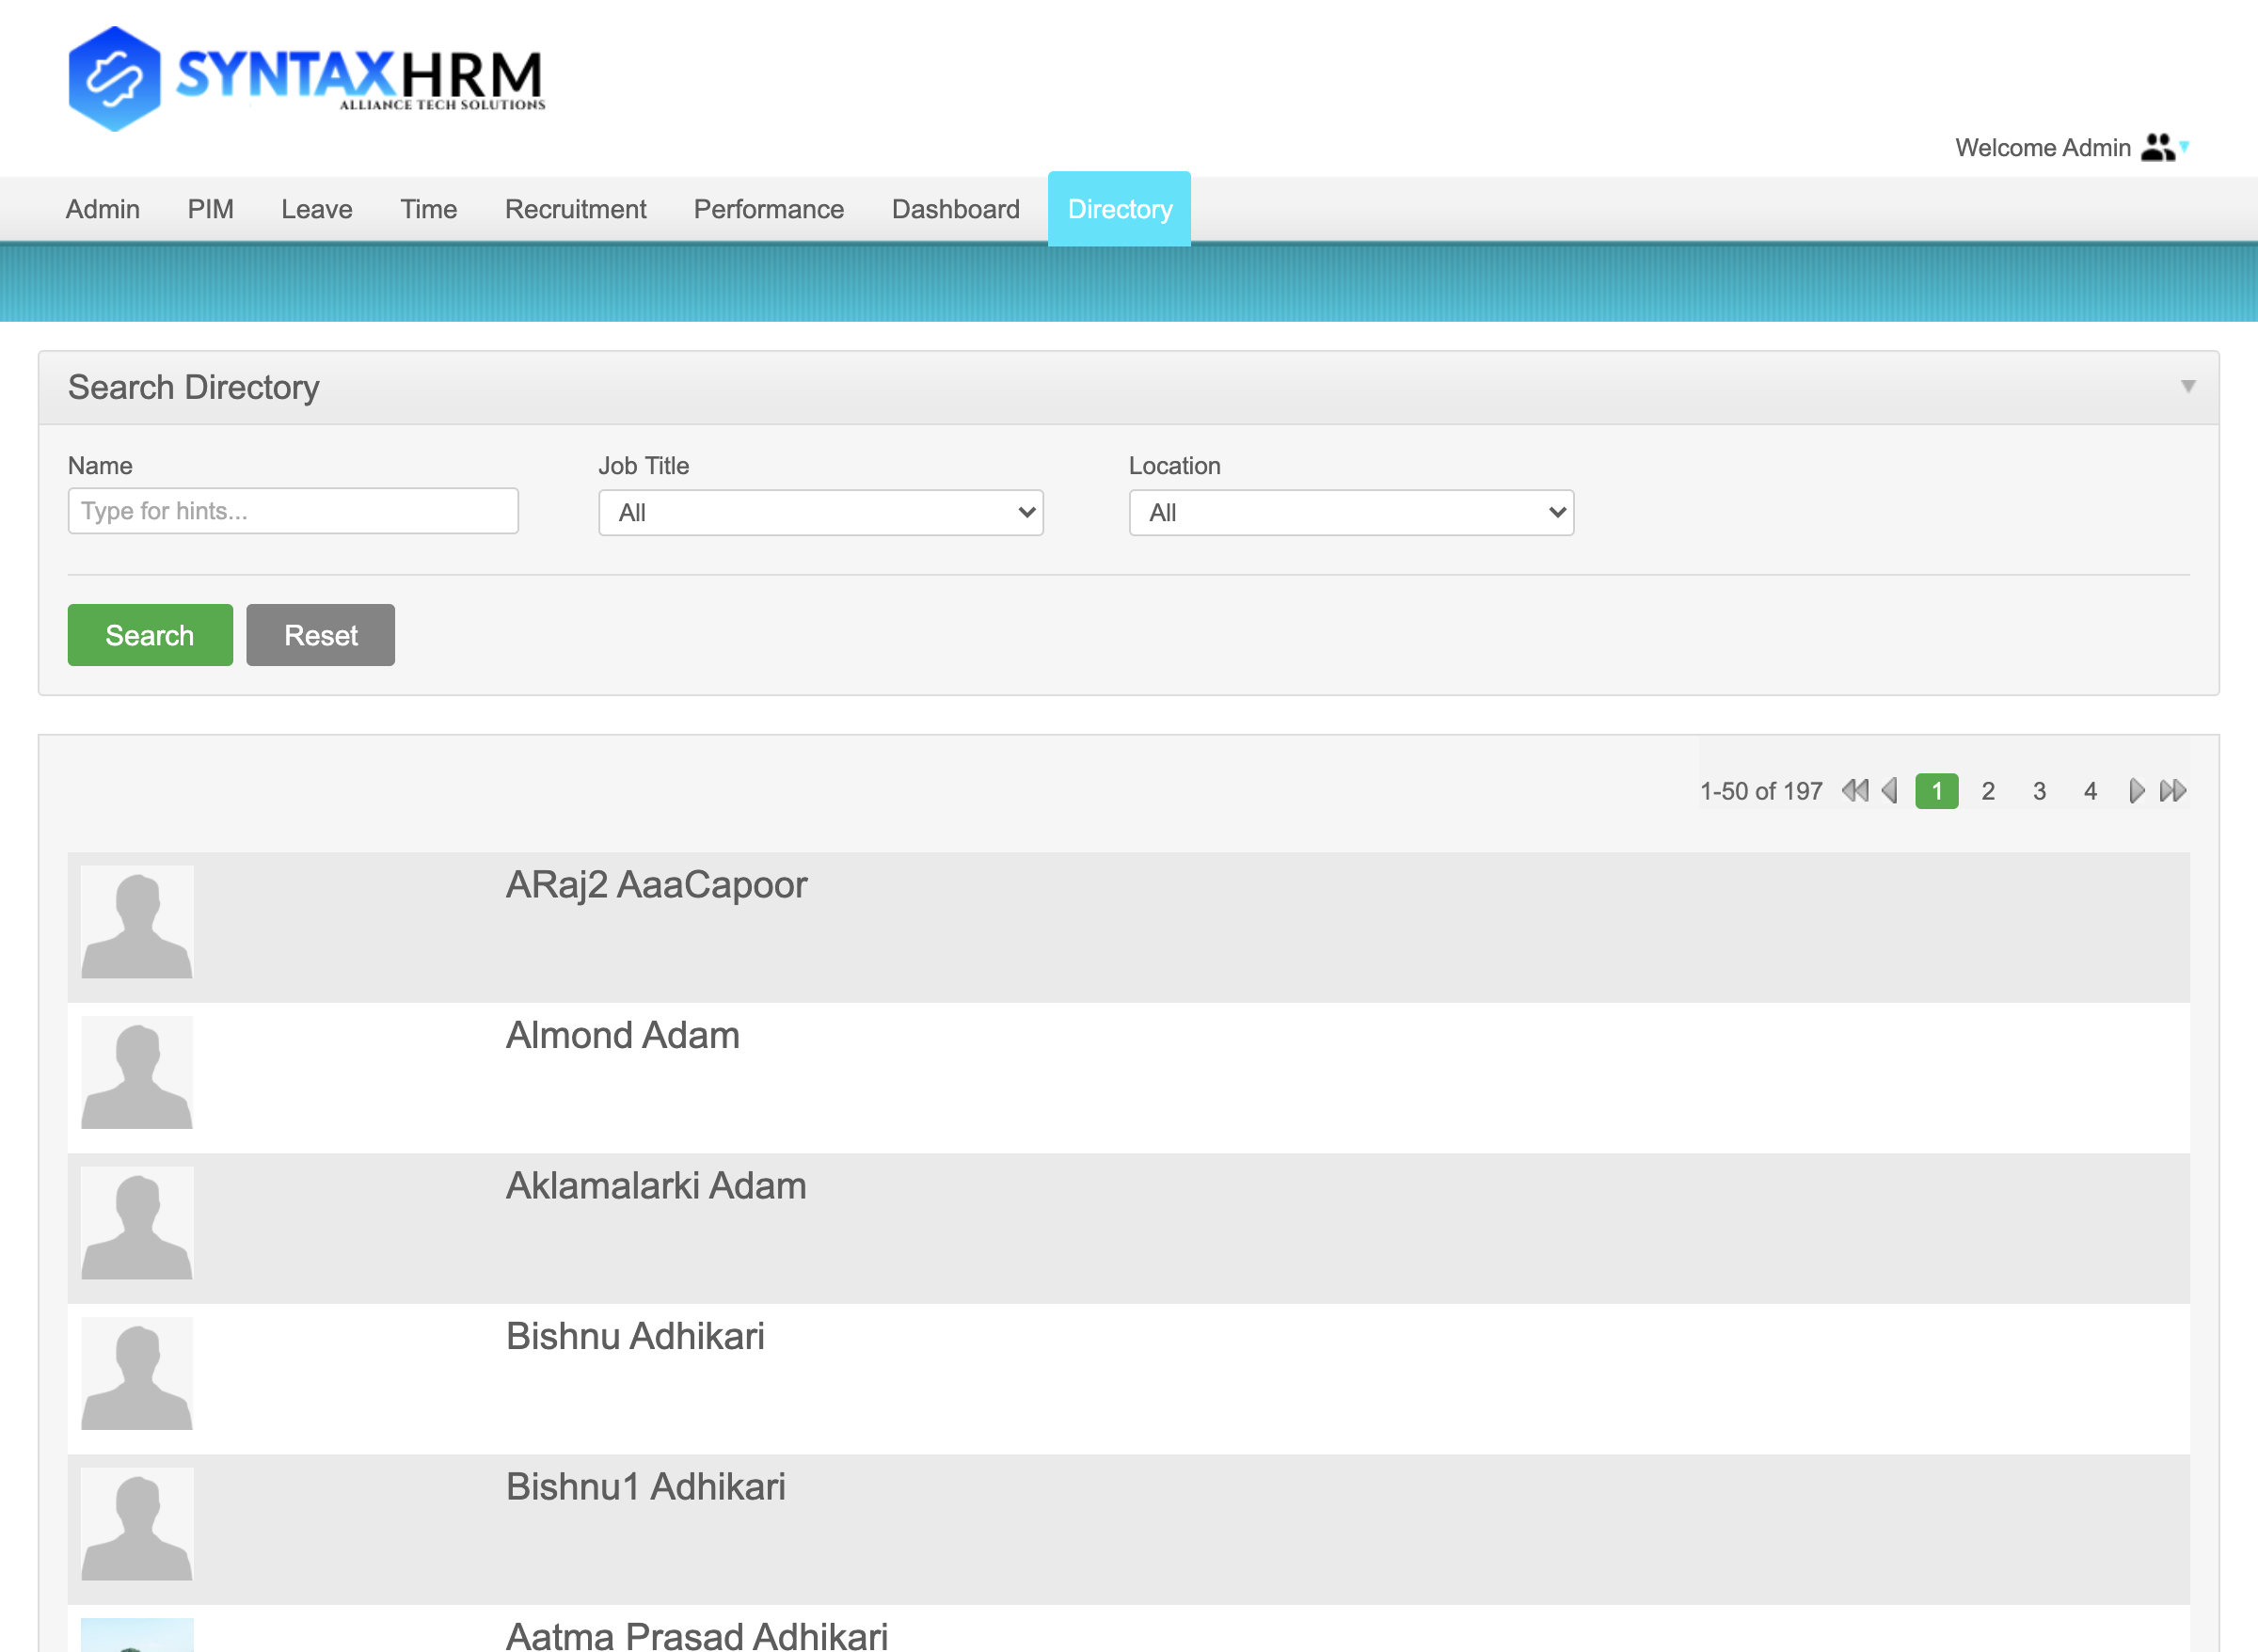 SYNTAXHRM
ALLIANCE TECH SOLUTIONS
Welcome Admin
Admin PIM Leave Time Recruitment Performance Dashboard Directory
Search Directory
Name Job Title Location
Type for hints... All All
Search Reset
1-50 of 197 1 2 3 4
ARaj2 AaaCapoor
Almond Adam
Aklamalarki Adam
Bishnu Adhikari
Bishnu1 Adhikari
Aatma Prasad Adhikari